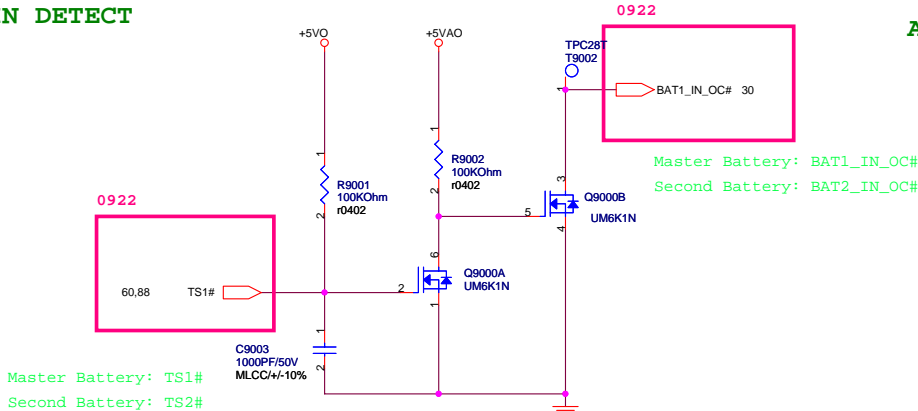 IN DETECT
0922
A
+5VO
+5VAO
TPC28T
T9002
1
BAT1_IN_OC# 30
Master Battery: BAT1_IN_OC#
Second Battery: BAT2_IN_OC#
1
R9001
100KOhm
r0402
2
1
R9002
100KOhm
r0402
2
3
Q9000B
UM6K1N
5
4
0922
60,88 TS1#
6
Q9000A
UM6K1N
2
1
1
C9003
1000PF/50V
MLCC/+/-10%
2
Master Battery: TS1#
Second Battery: TS2#